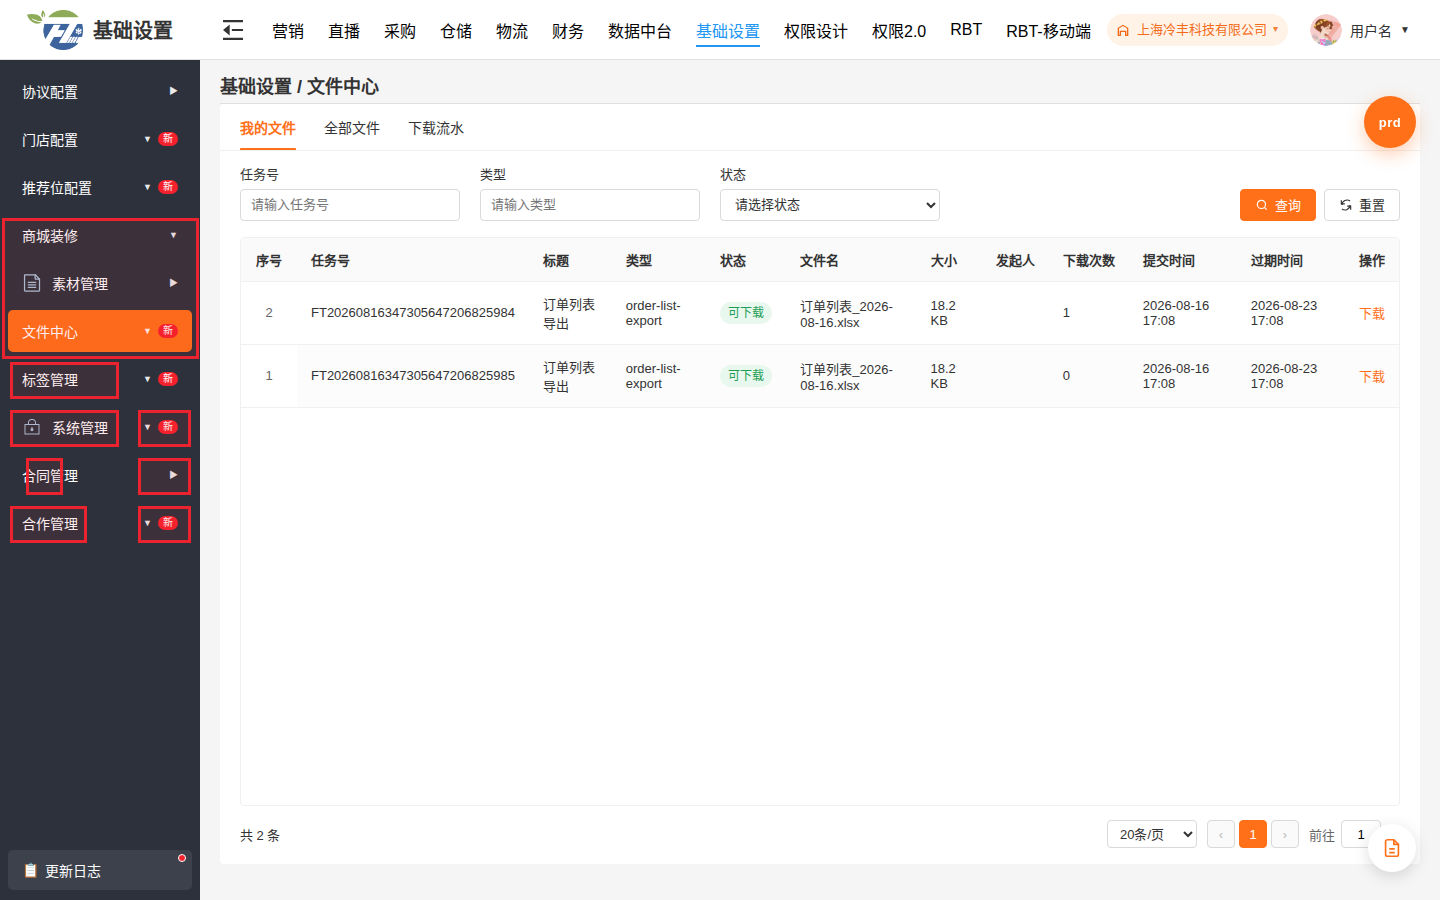 基础设置
营销 直播 采购 仓储 物流 财务 数据中台 基础设置 权限设计 权限2.0 RBT RBT-移动端 上海冷丰科技有限公司 用户名
协议配置
门店配置 新
推荐位配置 新
商城装修
素材管理
文件中心 新
标签管理 新
系统管理 新
合同管理
合作管理 新
更新日志
基础设置 / 文件中心
prd
我的文件 全部文件 下载流水
任务号 类型 状态
请输入任务号 请输入类型 请选择状态 查询 重置
序号 任务号 标题 类型 状态 文件名 大小 发起人 下载次数 提交时间 过期时间 操作
2 FT20260816347305647206825984 订单列表导出 order-list-export 可下载 订单列表_2026-08-16.xlsx 18.2 KB 1 2026-08-16 17:08 2026-08-23 17:08 下载
1 FT20260816347305647206825985 订单列表导出 order-list-export 可下载 订单列表_2026-08-16.xlsx 18.2 KB 0 2026-08-16 17:08 2026-08-23 17:08 下载
共 2 条 20条/页 ‹ 1 › 前往 1